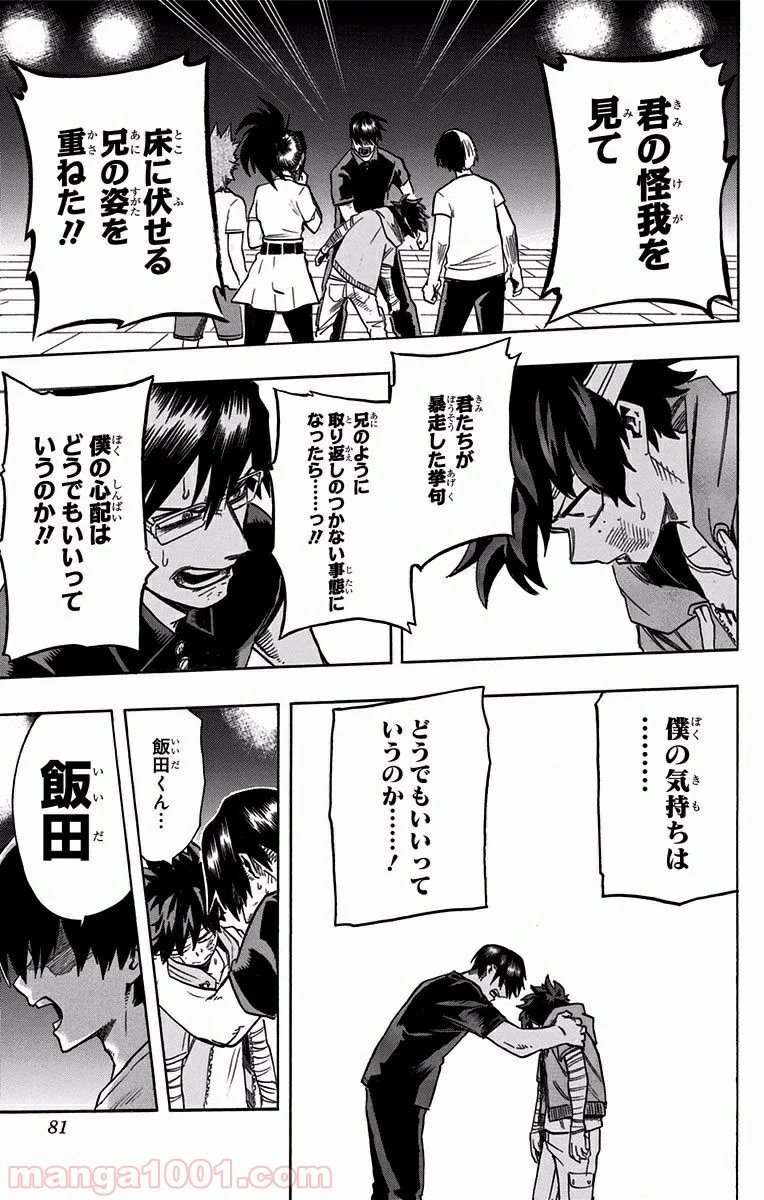 君の怪我を
見て
床に伏せる
兄の姿を
重ねた!!
君たちが
暴走した挙句
兄のように
取り返しのつかない事態に
なったら……っ!!
僕の心配は
どうでもいいって
いうのか!!
僕の気持ちは
………
どうでもいいって
いうのか……!
飯田くん…
飯田
81
manga1001.com